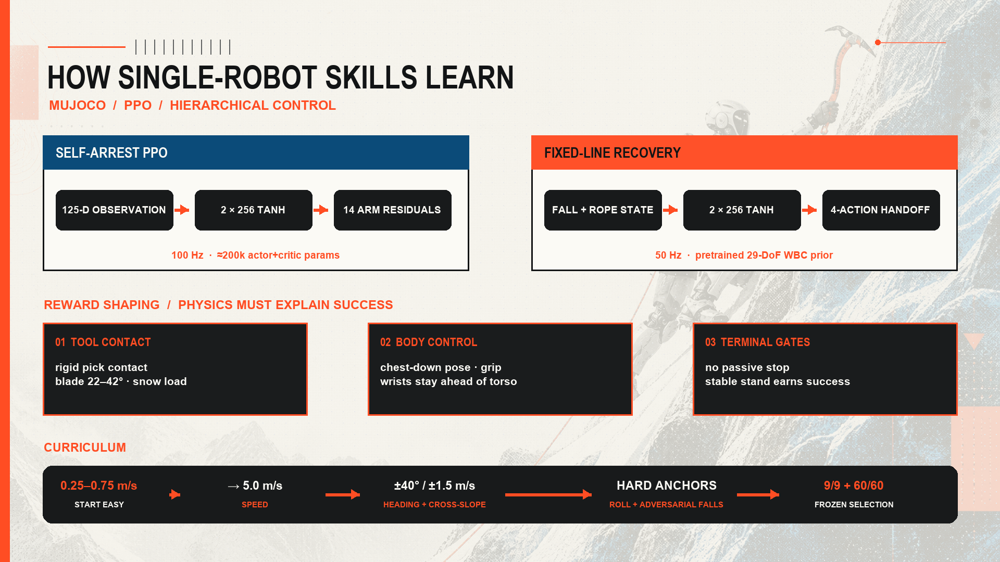 HOW SINGLE-ROBOT SKILLS LEARN
MUJOCO / PPO / HIERARCHICAL CONTROL
SELF-ARREST PPO
125-D OBSERVATION
2 × 256 TANH
14 ARM RESIDUALS
100 Hz · ≈200k actor+critic params
FIXED-LINE RECOVERY
FALL + ROPE STATE
2 × 256 TANH
4-ACTION HANDOFF
50 Hz · pretrained 29-DoF WBC prior
REWARD SHAPING / PHYSICS MUST EXPLAIN SUCCESS
01 TOOL CONTACT
rigid pick contact
blade 22–42° · snow load
02 BODY CONTROL
chest-down pose · grip
wrists stay ahead of torso
03 TERMINAL GATES
no passive stop
stable stand earns success
CURRICULUM
0.25–0.75 m/s
START EASY
→ 5.0 m/s
SPEED
±40° / ±1.5 m/s
HEADING + CROSS-SLOPE
HARD ANCHORS
ROLL + ADVERSARIAL FALLS
9/9 + 60/60
FROZEN SELECTION